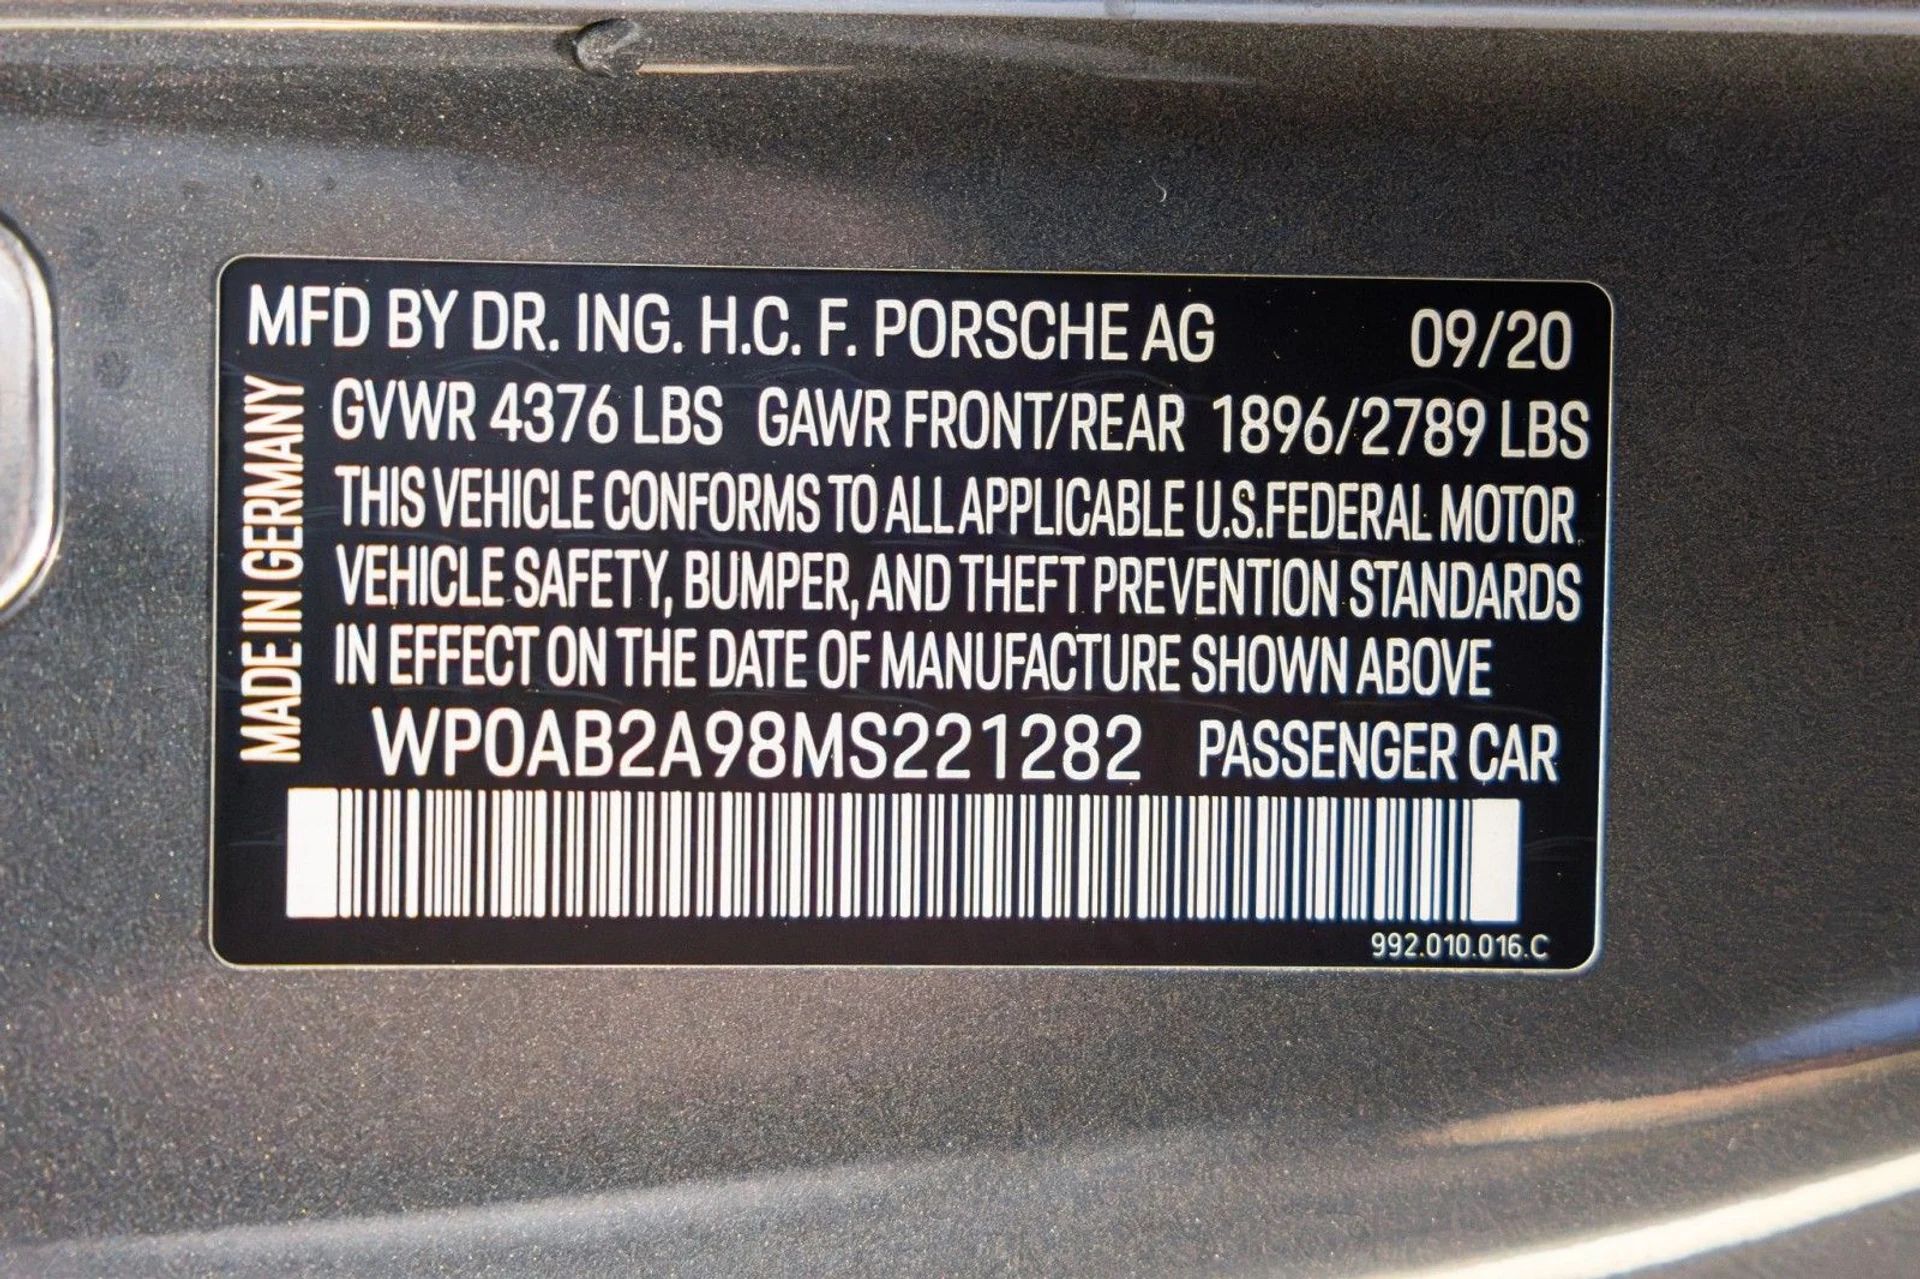 MFD BY DR. ING. H.C. F. PORSCHE AG 09/20
MADE IN GERMANY
GVWR 4376 LBS GAWR FRONT/REAR 1896/2789 LBS
THIS VEHICLE CONFORMS TO ALL APPLICABLE U.S.FEDERAL MOTOR
VEHICLE SAFETY, BUMPER, AND THEFT PREVENTION STANDARDS
IN EFFECT ON THE DATE OF MANUFACTURE SHOWN ABOVE
WP0AB2A98MS221282 PASSENGER CAR
992.010.016.C